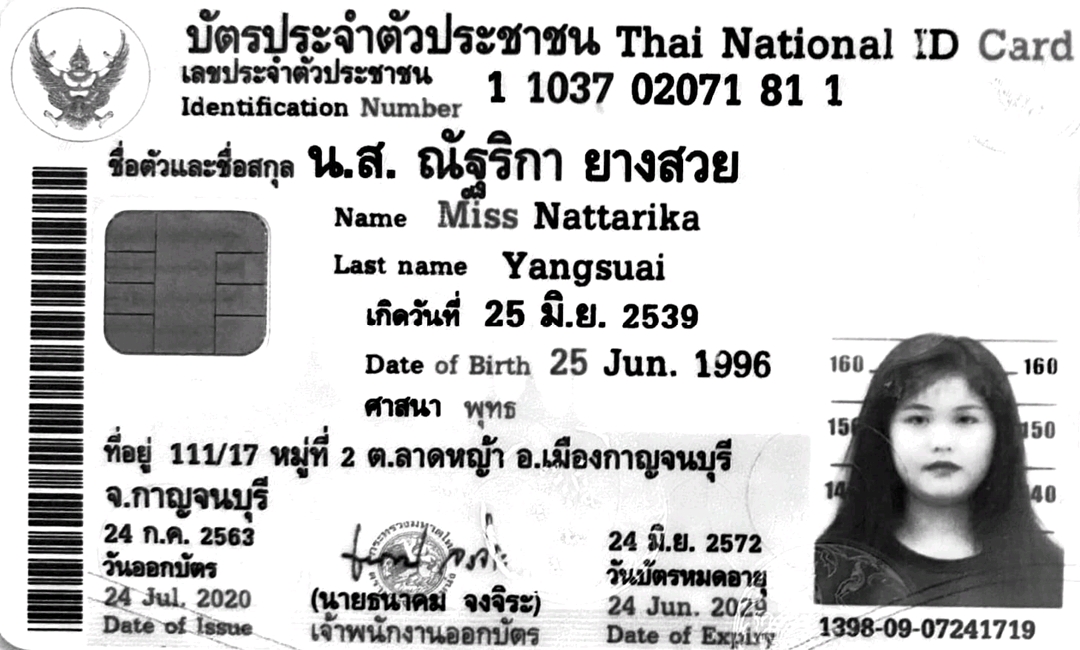 บัตรประจำตัวประชาชน Thai National ID Card
เลขประจำตัวประชาชน
Identification Number
1 1037 02071 81 1
ชื่อตัวและชื่อสกุล น.ส. ณัฐริกา ยางสวย
Name Miss Nattarika
Last name Yangsuai
เกิดวันที่ 25 มิ.ย. 2539
Date of Birth 25 Jun. 1996
ศาสนา พุทธ
ที่อยู่ 111/17 หมู่ที่ 2 ต.ลาดหญ้า อ.เมืองกาญจนบุรี
จ.กาญจนบุรี
24 ก.ค. 2563
วันออกบัตร
24 Jul. 2020
Date of Issue
(นายธนาคม จงจิระ)
เจ้าพนักงานออกบัตร
24 มิ.ย. 2572
วันบัตรหมดอายุ
24 Jun. 2029
Date of Expiry
160 160
150 150
140 140
1398-09-07241719